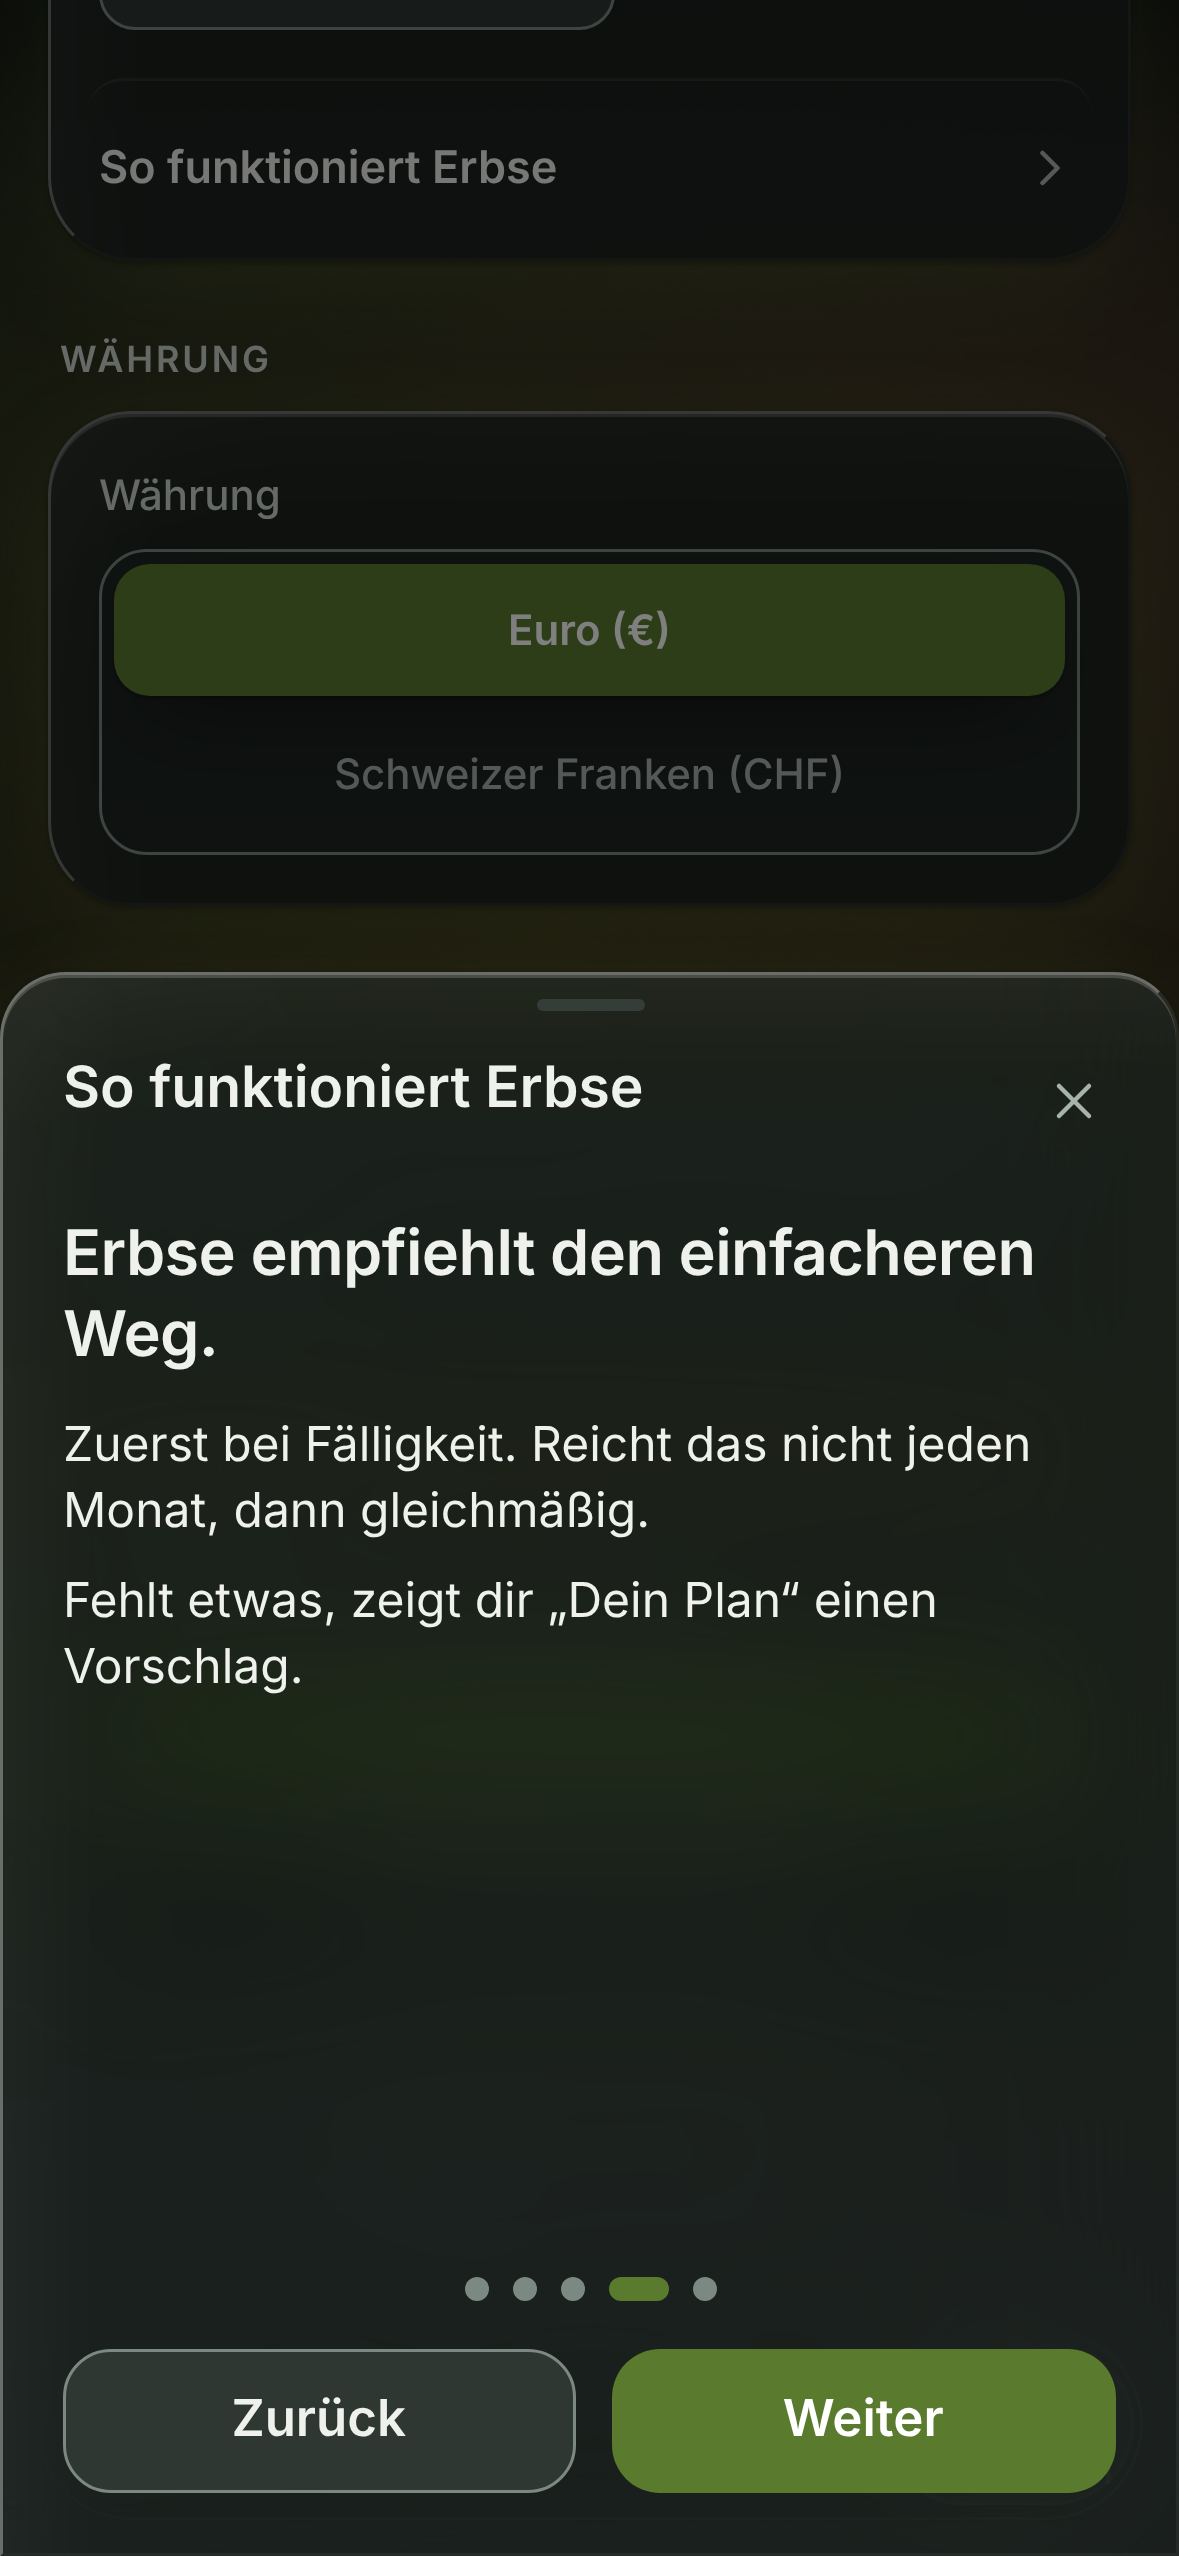 So funktioniert Erbse
WÄHRUNG
Währung
Euro (€)
Schweizer Franken (CHF)
So funktioniert Erbse
Erbse empfiehlt den einfacheren
Weg.
Zuerst bei Fälligkeit. Reicht das nicht jeden
Monat, dann gleichmäßig.
Fehlt etwas, zeigt dir „Dein Plan“ einen
Vorschlag.
Zurück
Weiter